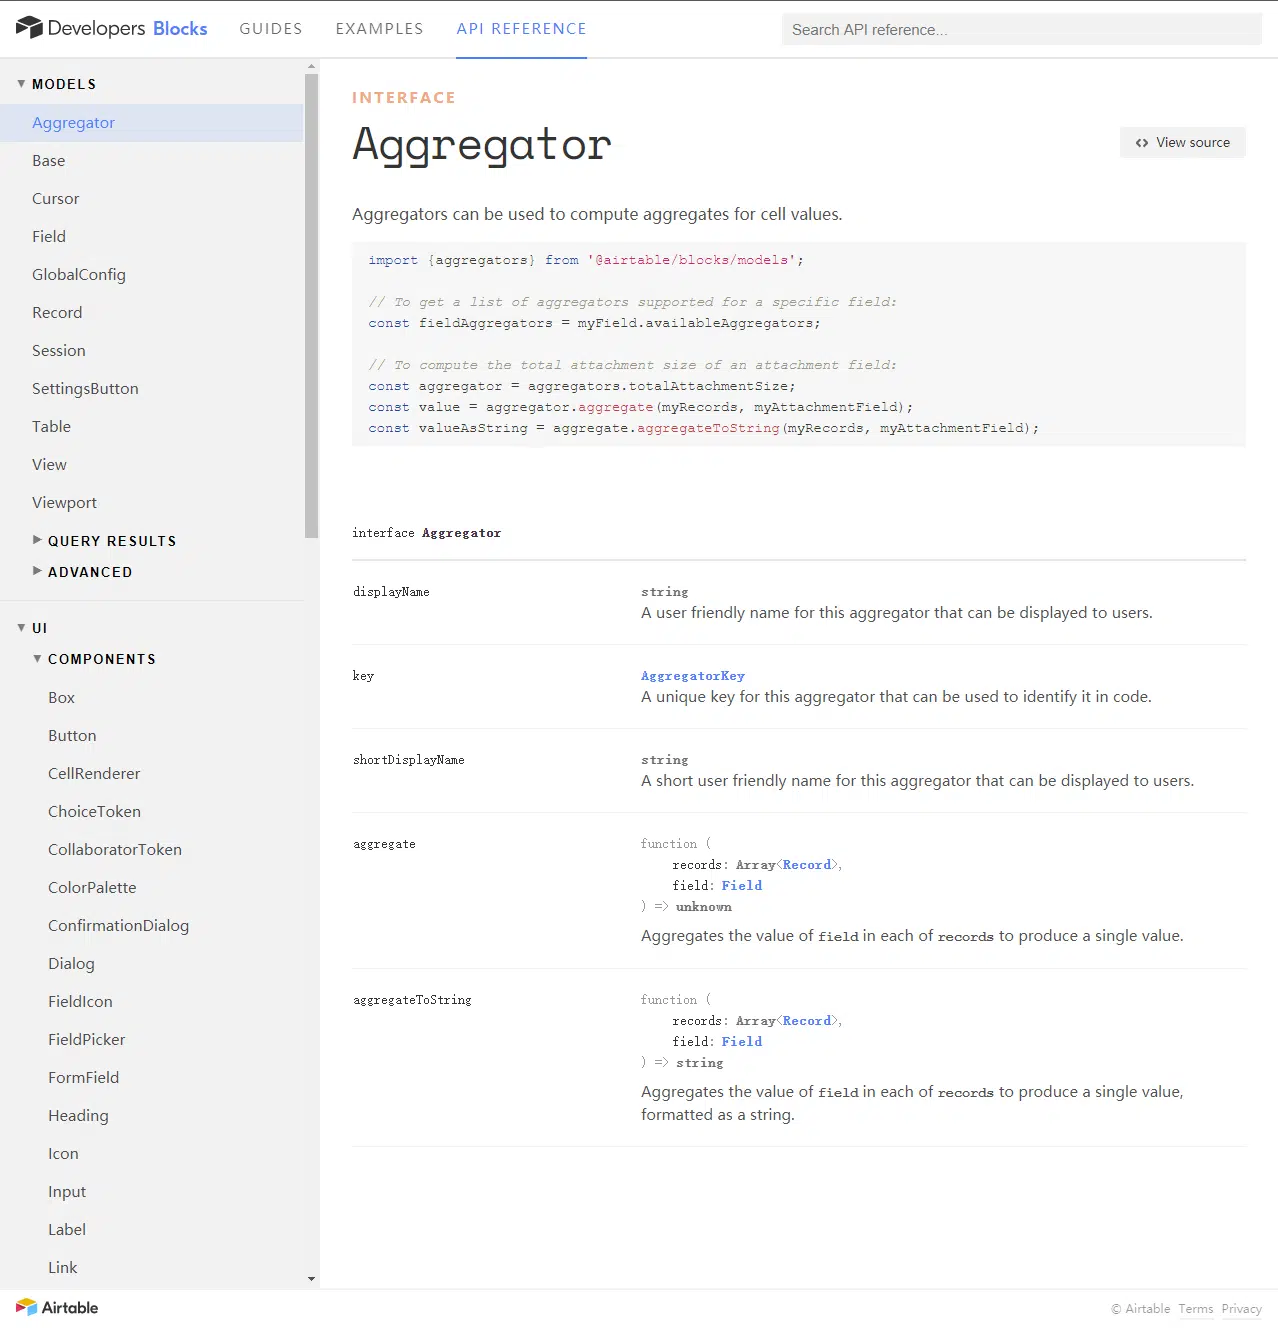 Developers Blocks GUIDES EXAMPLES API REFERENCE Search API reference...
MODELS
Aggregator
Base
Cursor
Field
GlobalConfig
Record
Session
SettingsButton
Table
View
Viewport
QUERY RESULTS
ADVANCED
UI
COMPONENTS
Box
Button
CellRenderer
ChoiceToken
CollaboratorToken
ColorPalette
ConfirmationDialog
Dialog
FieldIcon
FieldPicker
FormField
Heading
Icon
Input
Label
Link
INTERFACE
Aggregator
<> View source
Aggregators can be used to compute aggregates for cell values.
import {aggregators} from '@airtable/blocks/models';
// To get a list of aggregators supported for a specific field:
const fieldAggregators = myField.availableAggregators;
// To compute the total attachment size of an attachment field:
const aggregator = aggregators.totalAttachmentSize;
const value = aggregator.aggregate(myRecords, myAttachmentField);
const valueAsString = aggregate.aggregateToString(myRecords, myAttachmentField);
interface Aggregator
displayName string
A user friendly name for this aggregator that can be displayed to users.
key AggregatorKey
A unique key for this aggregator that can be used to identify it in code.
shortDisplayName string
A short user friendly name for this aggregator that can be displayed to users.
aggregate function (
records: Array<Record>,
field: Field
) => unknown
Aggregates the value of field in each of records to produce a single value.
aggregateToString function (
records: Array<Record>,
field: Field
) => string
Aggregates the value of field in each of records to produce a single value,
formatted as a string.
Airtable © Airtable Terms Privacy